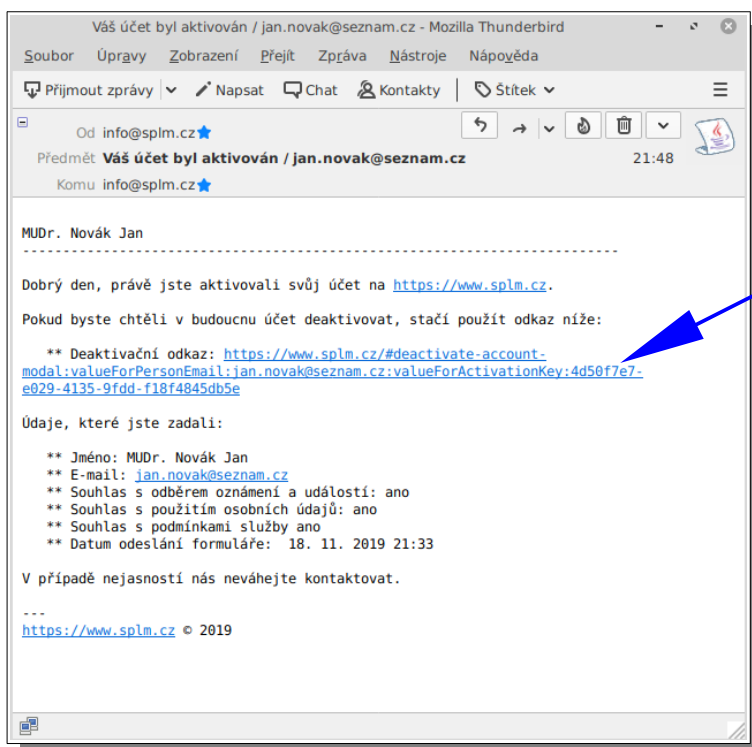 Váš účet byl aktivován / jan.novak@seznam.cz - Mozilla Thunderbird
Soubor Úpravy Zobrazení Přejít Zpráva Nástroje Nápověda
Přijmout zprávy Napsat Chat Kontakty Štítek
Od info@splm.cz
Předmět Váš účet byl aktivován / jan.novak@seznam.cz 21:48
Komu info@splm.cz
MUDr. Novák Jan
--------------------------------------------------------------------------
Dobrý den, právě jste aktivovali svůj účet na https://www.splm.cz.
Pokud byste chtěli v budoucnu účet deaktivovat, stačí použít odkaz níže:
** Deaktivační odkaz: https://www.splm.cz/#deactivate-account-
modal:valueForPersonEmail:jan.novak@seznam.cz:valueForActivationKey:4d50f7e7-
e029-4135-9fdd-f18f4845db5e
Údaje, které jste zadali:
** Jméno: MUDr. Novák Jan
** E-mail: jan.novak@seznam.cz
** Souhlas s odběrem oznámení a událostí: ano
** Souhlas s použitím osobních údajů: ano
** Souhlas s podmínkami služby ano
** Datum odeslání formuláře: 18. 11. 2019 21:33
V případě nejasností nás neváhejte kontaktovat.
---
https://www.splm.cz © 2019